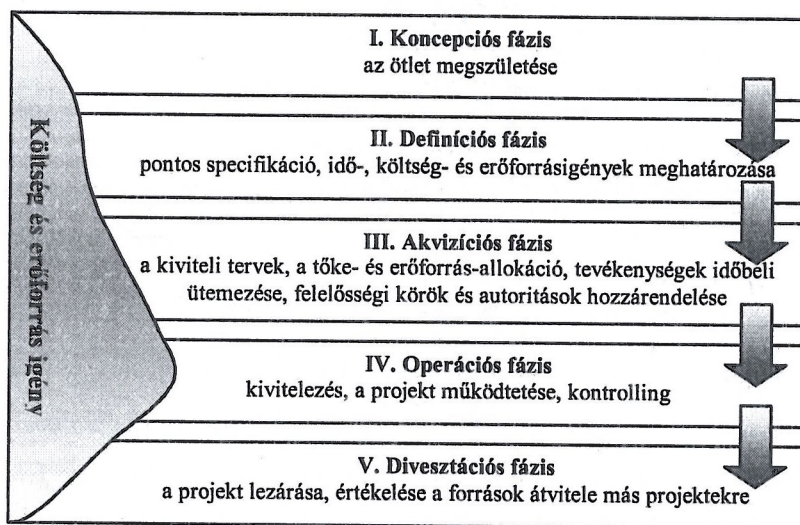 I. Koncepciós fázis
az ötlet megszületése
II. Definíciós fázis
pontos specifikáció, idő-, költség- és erőforrásigények meghatározása
III. Akvizíciós fázis
a kiviteli tervek, a tőke- és erőforrás-allokáció, tevékenységek időbeli
ütemezése, felelősségi körök és autoritások hozzárendelése
IV. Operációs fázis
kivitelezés, a projekt működtetése, kontrolling
V. Divesztációs fázis
a projekt lezárása, értékelése a források átvitele más projektekre
Költség és erőforrás igény